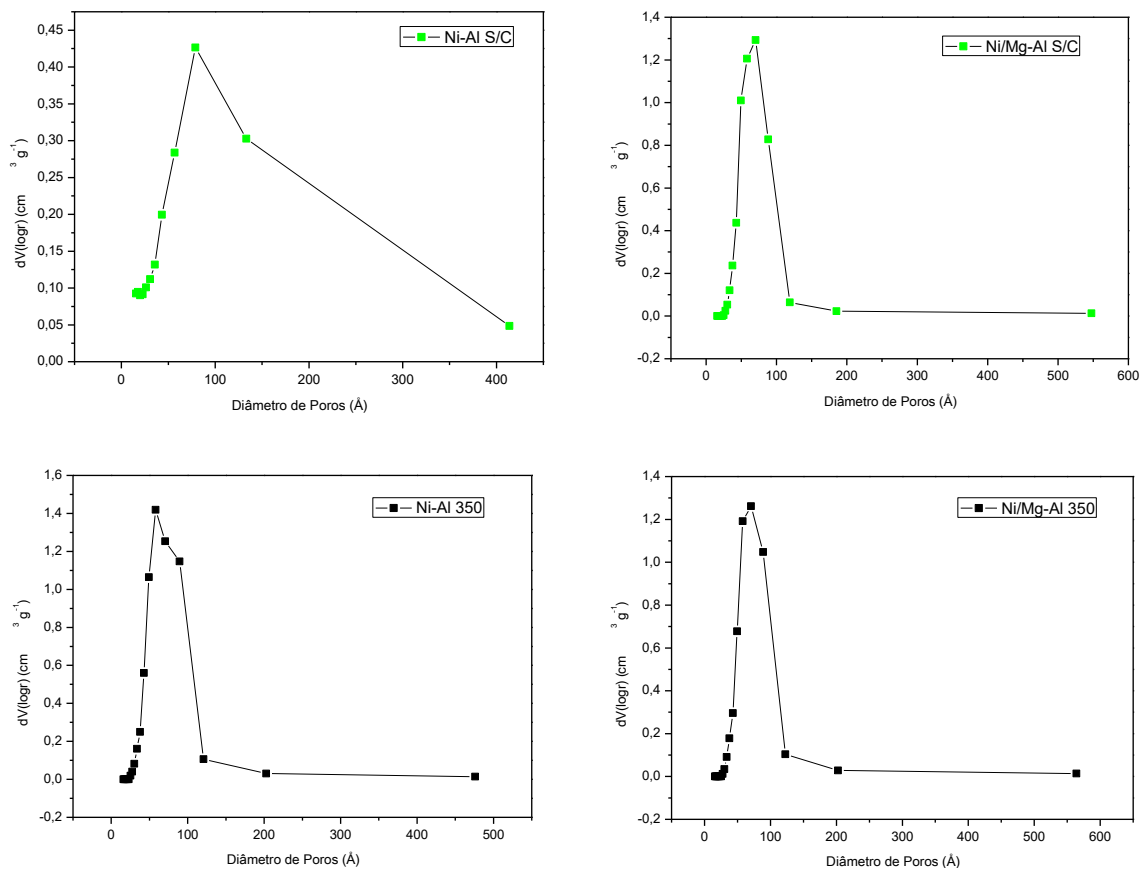 Ni-Al S/C
dV(logr) (cm 3 g-1)
0,45
0,40
0,35
0,30
0,25
0,20
0,15
0,10
0,05
0,00
0 100 200 300 400
Diâmetro de Poros (Å)
Ni/Mg-Al S/C
dV(logr) (cm 3 g-1)
1,4
1,2
1,0
0,8
0,6
0,4
0,2
0,0
-0,2
0 100 200 300 400 500 600
Diâmetro de Poros (Å)
Ni-Al 350
dV(logr) (cm 3 g-1)
1,6
1,4
1,2
1,0
0,8
0,6
0,4
0,2
0,0
-0,2
0 100 200 300 400 500
Diâmetro de Poros (Å)
Ni/Mg-Al 350
dV(logr) (cm 3 g-1)
1,4
1,2
1,0
0,8
0,6
0,4
0,2
0,0
-0,2
0 100 200 300 400 500 600
Diâmetro de Poros (Å)